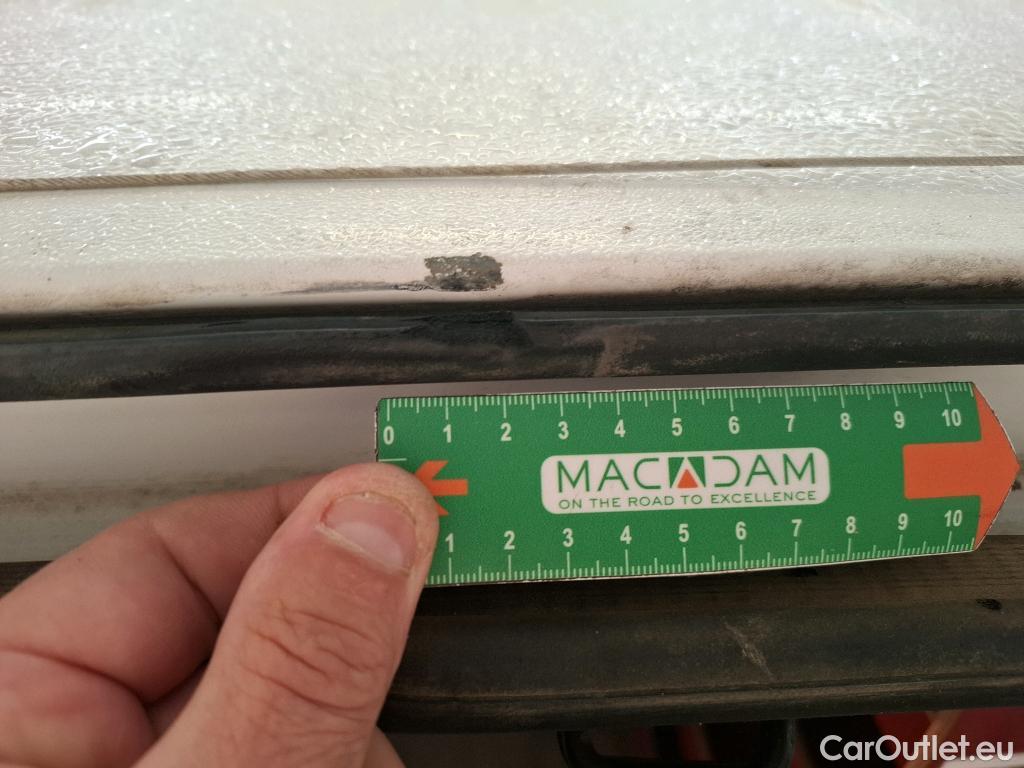 0 1 2 3 4 5 6 7 8 9 10
MACADAM
ON THE ROAD TO EXCELLENCE
1 2 3 4 5 6 7 8 9 10
CarOutlet.eu